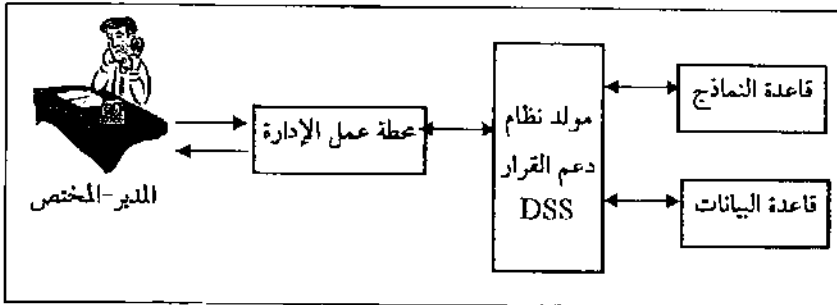 قاعدة النماذج
مولد نظام
دعم القرار
DSS
محطة عمل الإدارة
قاعدة البيانات
المدير-المختص